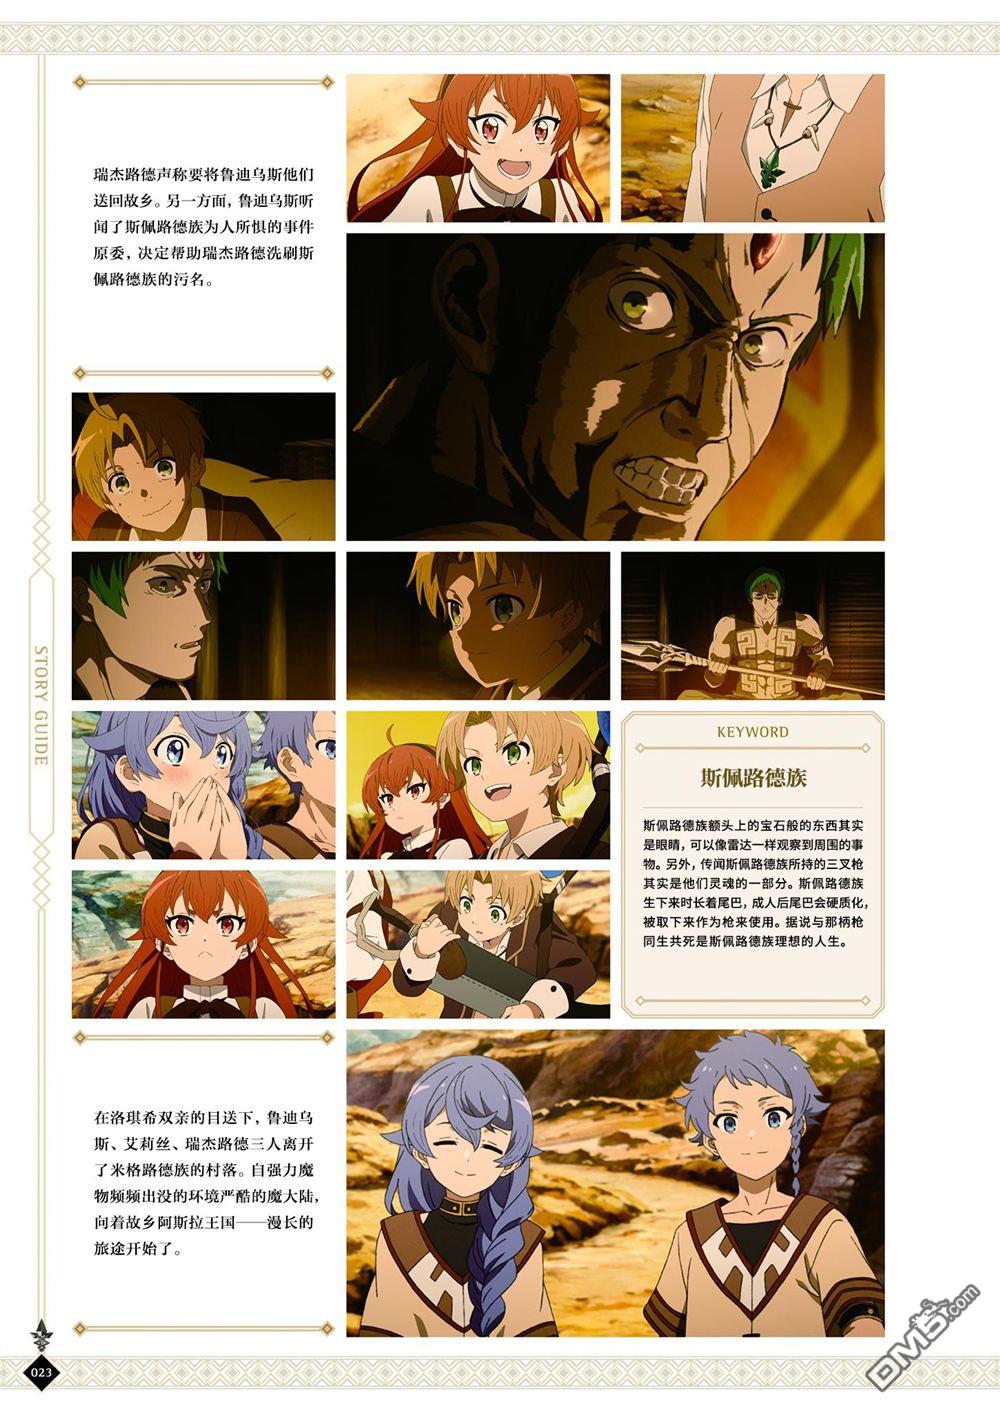 瑞杰路德声称要将鲁迪乌斯他们
送回故乡。另一方面，鲁迪乌斯听
闻了斯佩路德族为人所惧的事件
原委，决定帮助瑞杰路德洗刷斯
佩路德族的污名。
STORY GUIDE
KEYWORD
斯佩路德族
斯佩路德族额头上的宝石般的东西其实
是眼睛，可以像雷达一样观察到周围的事
物。另外，传闻斯佩路德族所持的三叉枪
其实是他们灵魂的一部分。斯佩路德族
生下来时长着尾巴，成人后尾巴会硬质化，
被取下来作为枪来使用。据说与那柄枪
同生共死是斯佩路德族理想的人生。
在洛琪希双亲的目送下，鲁迪乌
斯、艾莉丝、瑞杰路德三人离开
了米格路德族的村落。自强力魔
物频频出没的环境严酷的魔大陆，
向着故乡阿斯拉王国——漫长的
旅途开始了。
023
DM5.com